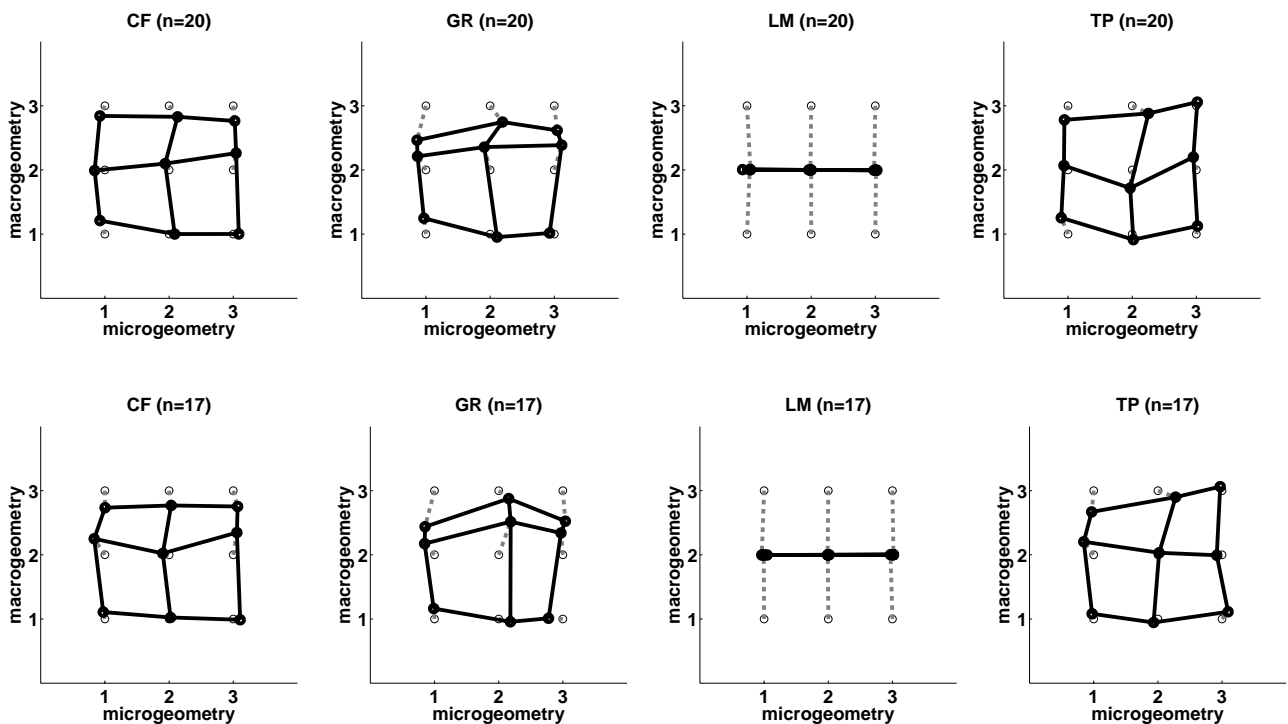 CF (n=20)
GR (n=20)
LM (n=20)
TP (n=20)
macrogeometry
3
2
1
1 2 3
microgeometry
macrogeometry
3
2
1
1 2 3
microgeometry
macrogeometry
3
2
1
1 2 3
microgeometry
macrogeometry
3
2
1
1 2 3
microgeometry
CF (n=17)
GR (n=17)
LM (n=17)
TP (n=17)
macrogeometry
3
2
1
1 2 3
microgeometry
macrogeometry
3
2
1
1 2 3
microgeometry
macrogeometry
3
2
1
1 2 3
microgeometry
macrogeometry
3
2
1
1 2 3
microgeometry